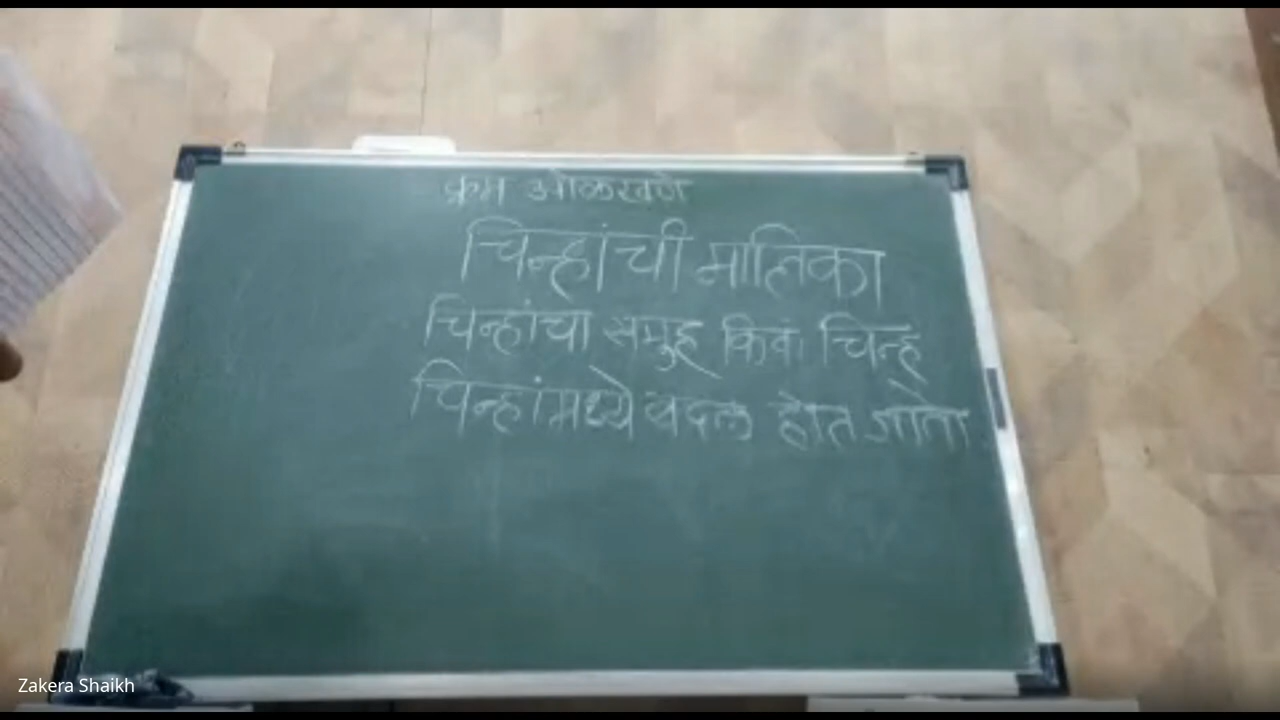 क्रम ओळखणे
चिन्हांची मालिका
चिन्हांचा समुह किंवा चिन्ह
चिन्हांमध्ये बदल होत जातो
Zakera Shaikh